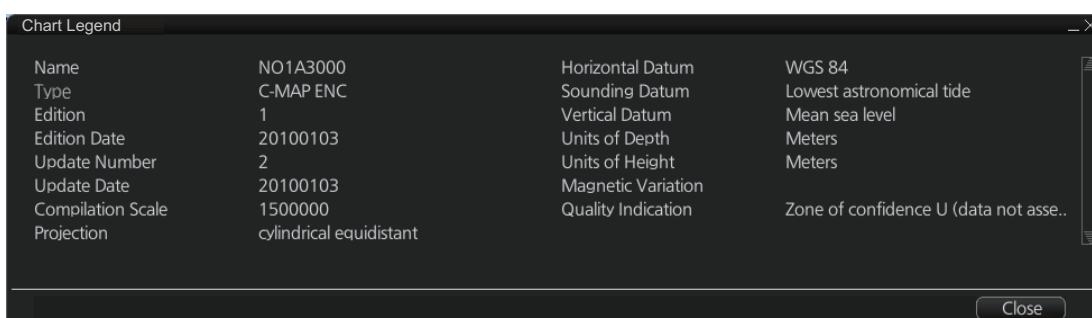 Chart Legend
Name NO1A3000 Horizontal Datum WGS 84
Type C-MAP ENC Sounding Datum Lowest astronomical tide
Edition 1 Vertical Datum Mean sea level
Edition Date 20100103 Units of Depth Meters
Update Number 2 Units of Height Meters
Update Date 20100103 Magnetic Variation
Compilation Scale 1500000 Quality Indication Zone of confidence U (data not asse..
Projection cylindrical equidistant
Close